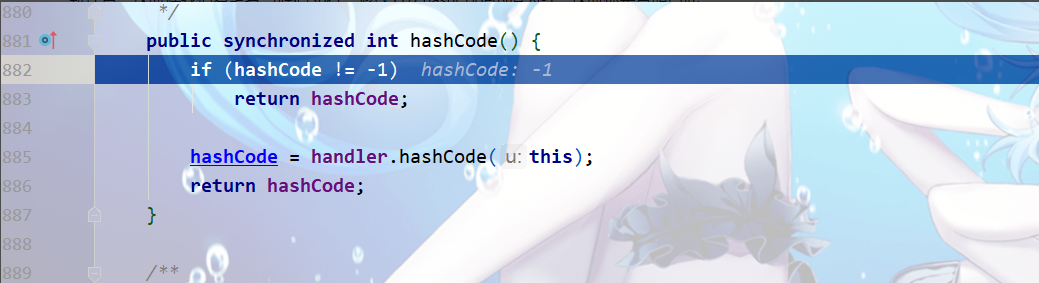 880 */
881 public synchronized int hashCode() {
882 if (hashCode != -1) hashCode: -1
883 return hashCode;
884
885 hashCode = handler.hashCode( u: this);
886 return hashCode;
887 }
888
889 /**